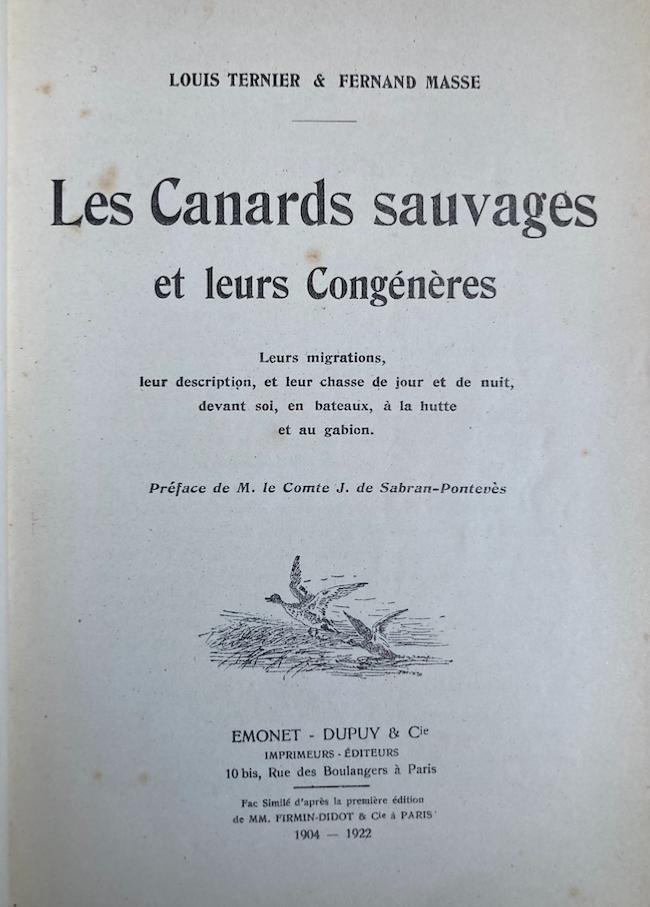 LOUIS TERNIER & FERNAND MASSE
Les Canards sauvages
et leurs Congénères
Leurs migrations,
leur description, et leur chasse de jour et de nuit,
devant soi, en bateaux, à la hutte
et au gabion.
Préface de M. le Comte J. de Sabran-Pontevès
EMONET - DUPUY & Cie
IMPRIMEURS - ÉDITEURS
10 bis, Rue des Boulangers à Paris
Fac Similé d'après la première édition
de MM. FIRMIN-DIDOT & Cie à PARIS
1904 — 1922